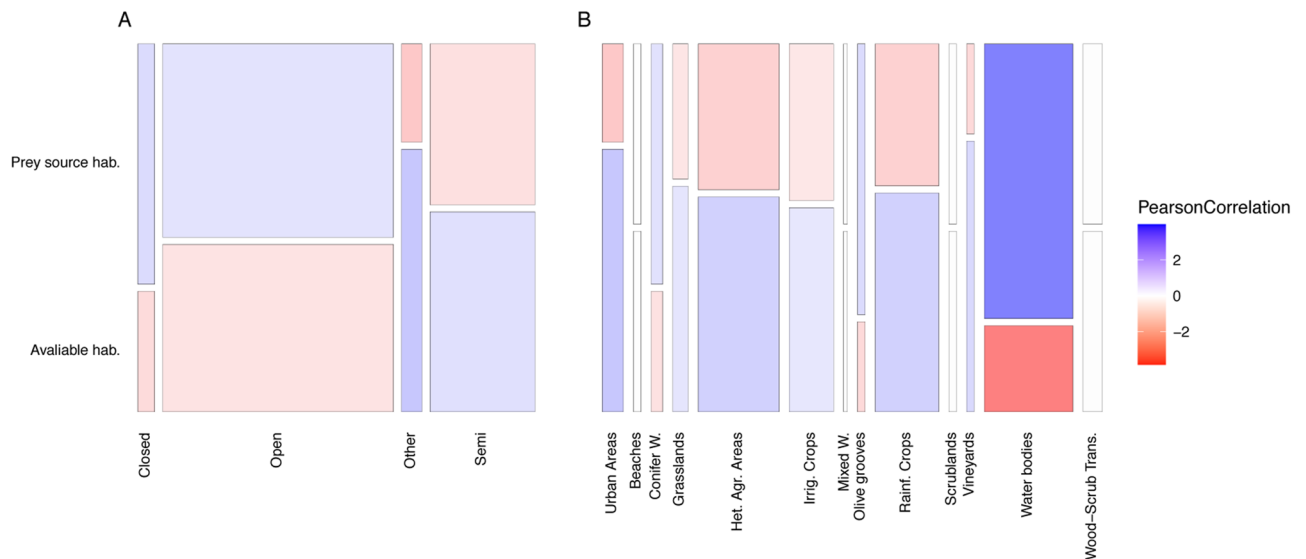 A
B
Prey source hab.
Avaliable hab.
Closed
Open
Other
Semi
Urban Areas
Beaches
Conifer W.
Grasslands
Het. Agr. Areas
Irrig. Crops
Mixed W.
Olive grooves
Rainf. Crops
Scrublands
Vineyards
Water bodies
Wood−Scrub Trans.
PearsonCorrelation
2
0
−2